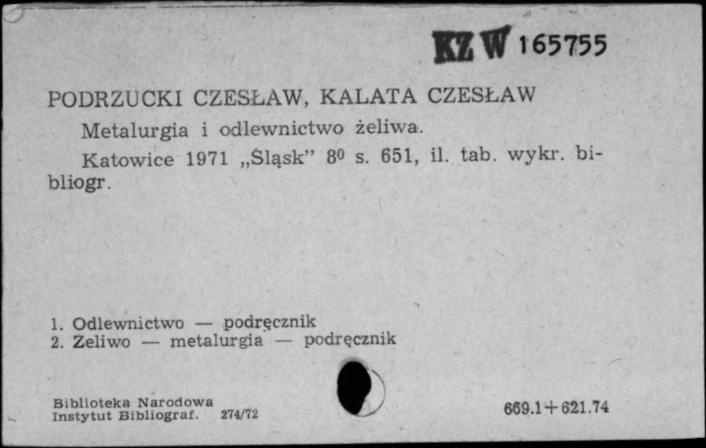 KZ W 165755
PODRZUCKI CZESŁAW, KALATA CZESŁAW
Metalurgia i odlewnictwo żeliwa.
Katowice 1971 „Śląsk” 8⁰ s. 651, il. tab. wykr. bi-
bliogr.
1. Odlewnictwo — podręcznik
2. Żeliwo — metalurgia — podręcznik
Biblioteka Narodowa
Instytut Bibliograf. 274/72
669.1+621.74